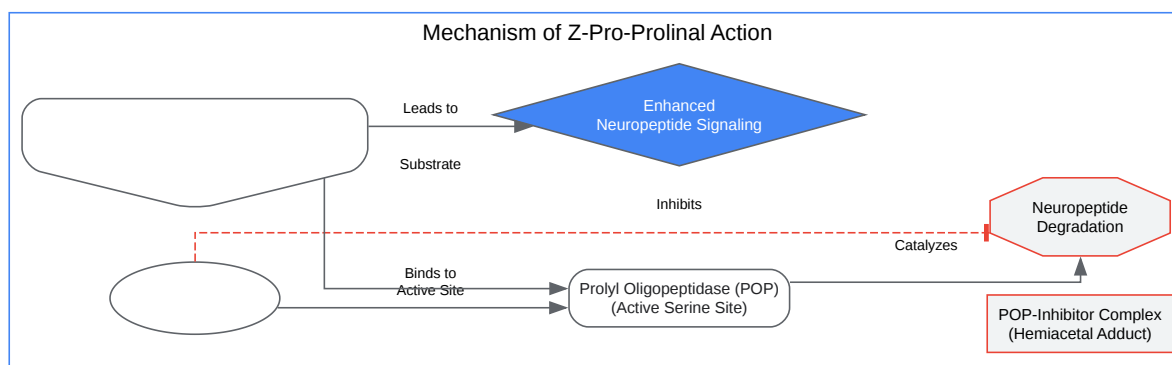 Mechanism of Z-Pro-Prolinal Action
Leads to
Enhanced
Neuropeptide Signaling
Substrate
Inhibits
Neuropeptide
Degradation
Catalyzes
Binds to
Active Site
Prolyl Oligopeptidase (POP)
(Active Serine Site)
POP-Inhibitor Complex
(Hemiacetal Adduct)